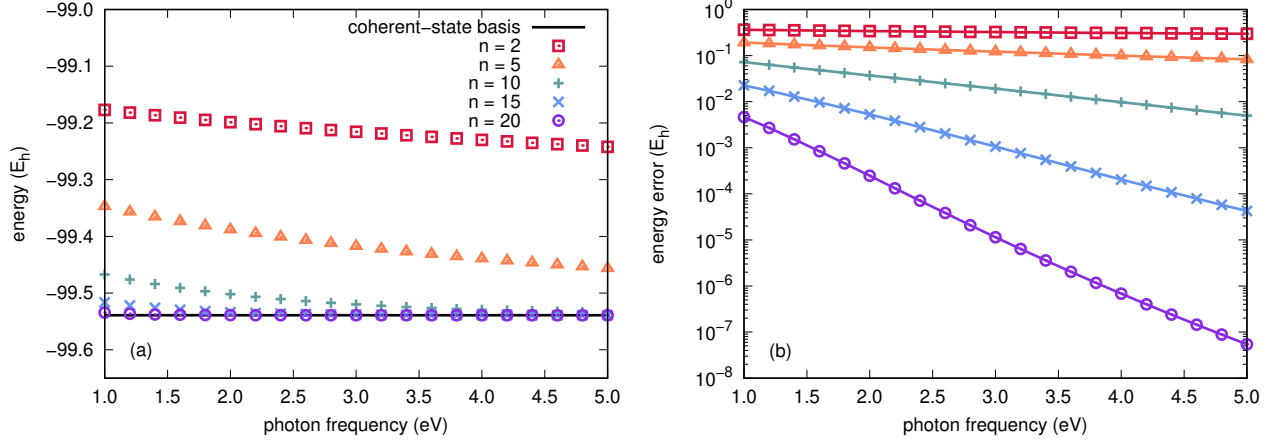 −99.0
−99.1
−99.2
−99.3
−99.4
−99.5
−99.6
energy (E_h)
coherent−state basis
n = 2
n = 5
n = 10
n = 15
n = 20
(a)
1.0 1.5 2.0 2.5 3.0 3.5 4.0 4.5 5.0
photon frequency (eV)
10^0
10^−1
10^−2
10^−3
10^−4
10^−5
10^−6
10^−7
10^−8
energy error (E_h)
(b)
1.0 1.5 2.0 2.5 3.0 3.5 4.0 4.5 5.0
photon frequency (eV)